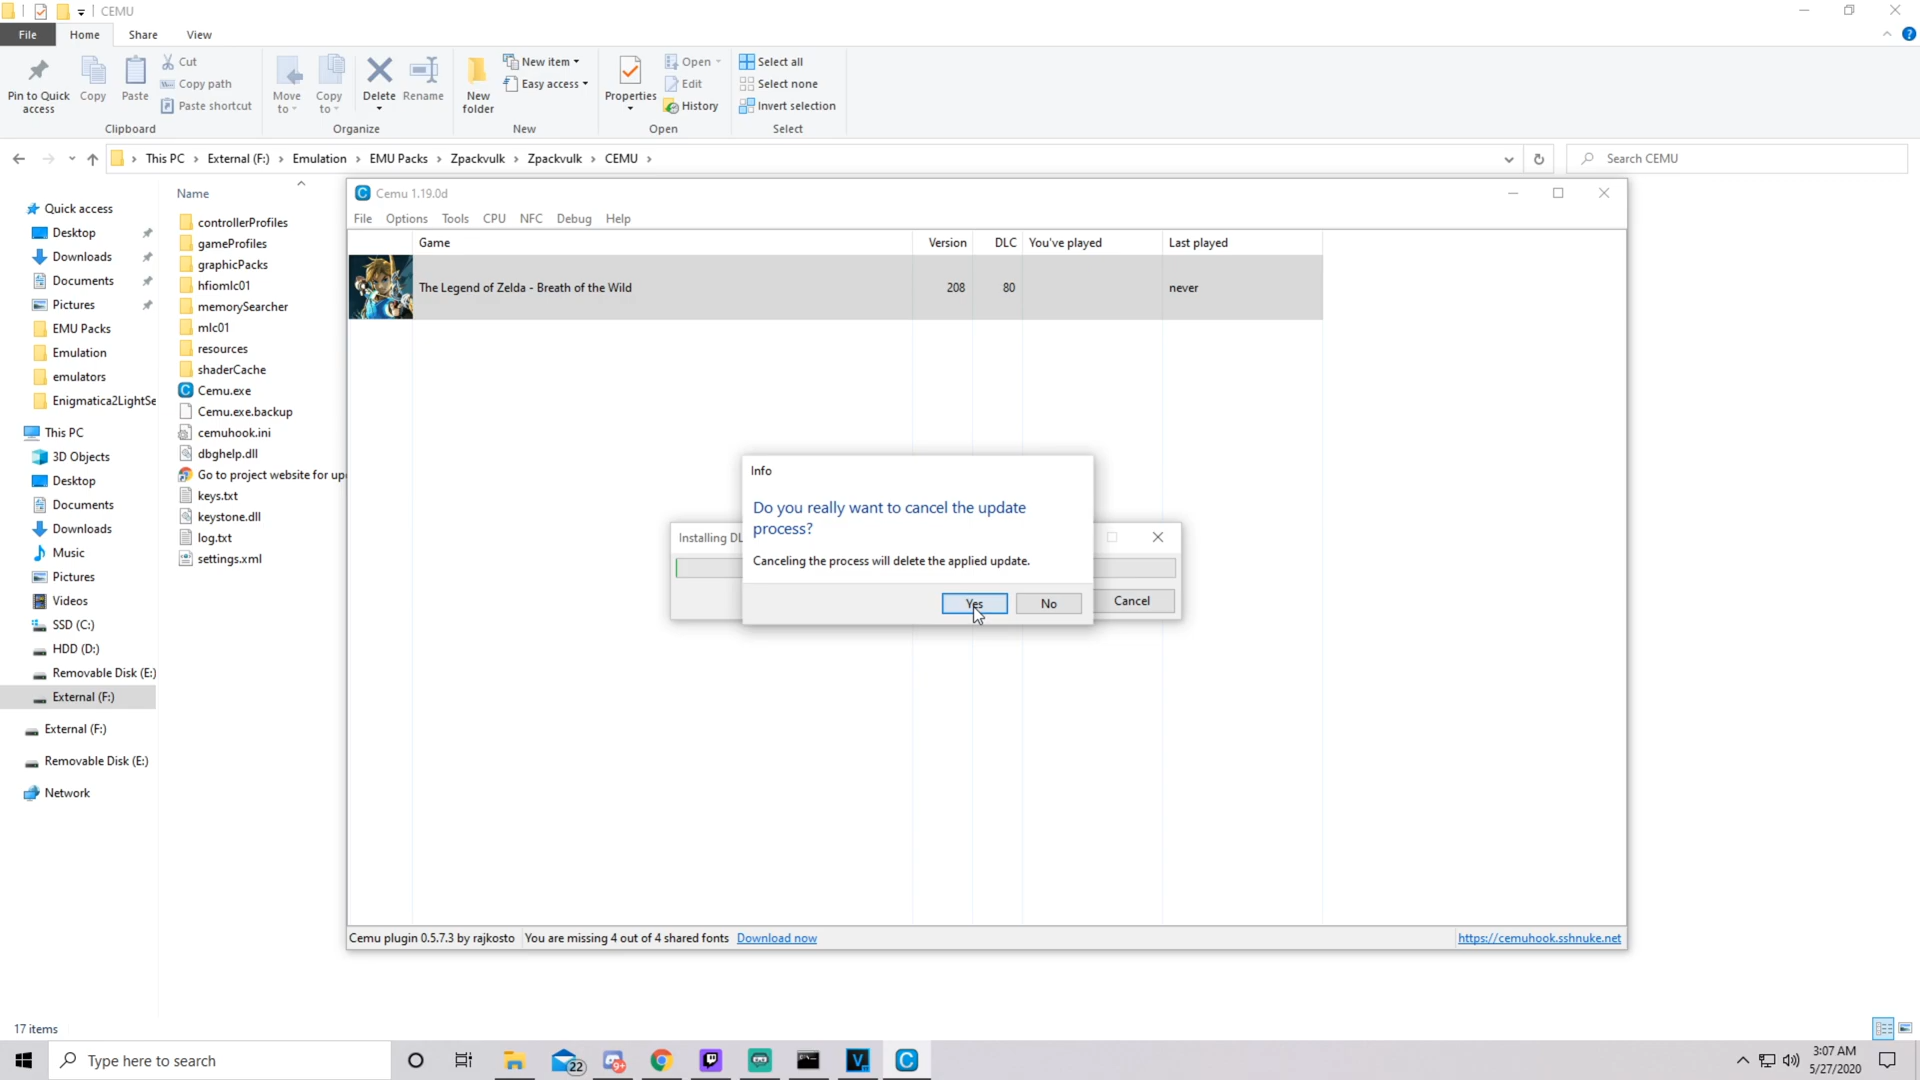 CEMU
File
Home
Share
View
Pin to Quick
access
Copy
Paste
Cut
Copy path
Paste shortcut
Clipboard
Move
to
Copy
to
Delete
Rename
Organize
New
folder
New item
Easy access
New
Properties
Open
Edit
History
Open
Select all
Select none
Invert selection
Select
This PC
External (F:)
Emulation
EMU Packs
Zpackvulk
Zpackvulk
CEMU
Search CEMU
Quick access
Desktop
Downloads
Documents
Pictures
EMU Packs
Emulation
emulators
Enigmatica2LightSe
This PC
3D Objects
Desktop
Documents
Downloads
Music
Pictures
Videos
SSD (C:)
HDD (D:)
Removable Disk (E:)
External (F:)
External (F:)
Removable Disk (E:)
Network
Name
controllerProfiles
gameProfiles
graphicPacks
hfiomlc01
memorySearcher
mlc01
resources
shaderCache
Cemu.exe
Cemu.exe.backup
cemuhook.ini
dbghelp.dll
Go to project website for up
keys.txt
keystone.dll
log.txt
settings.xml
Cemu 1.19.0d
File Options Tools CPU NFC Debug Help
Game Version DLC You've played Last played
The Legend of Zelda - Breath of the Wild 208 80 never
Info
Do you really want to cancel the update
process?
Canceling the process will delete the applied update.
Yes No
Installing DL
Cancel
Cemu plugin 0.5.7.3 by rajkosto You are missing 4 out of 4 shared fonts Download now
https://cemuhook.sshnuke.net
17 items
Type here to search
22
9+
3:07 AM
5/27/2020